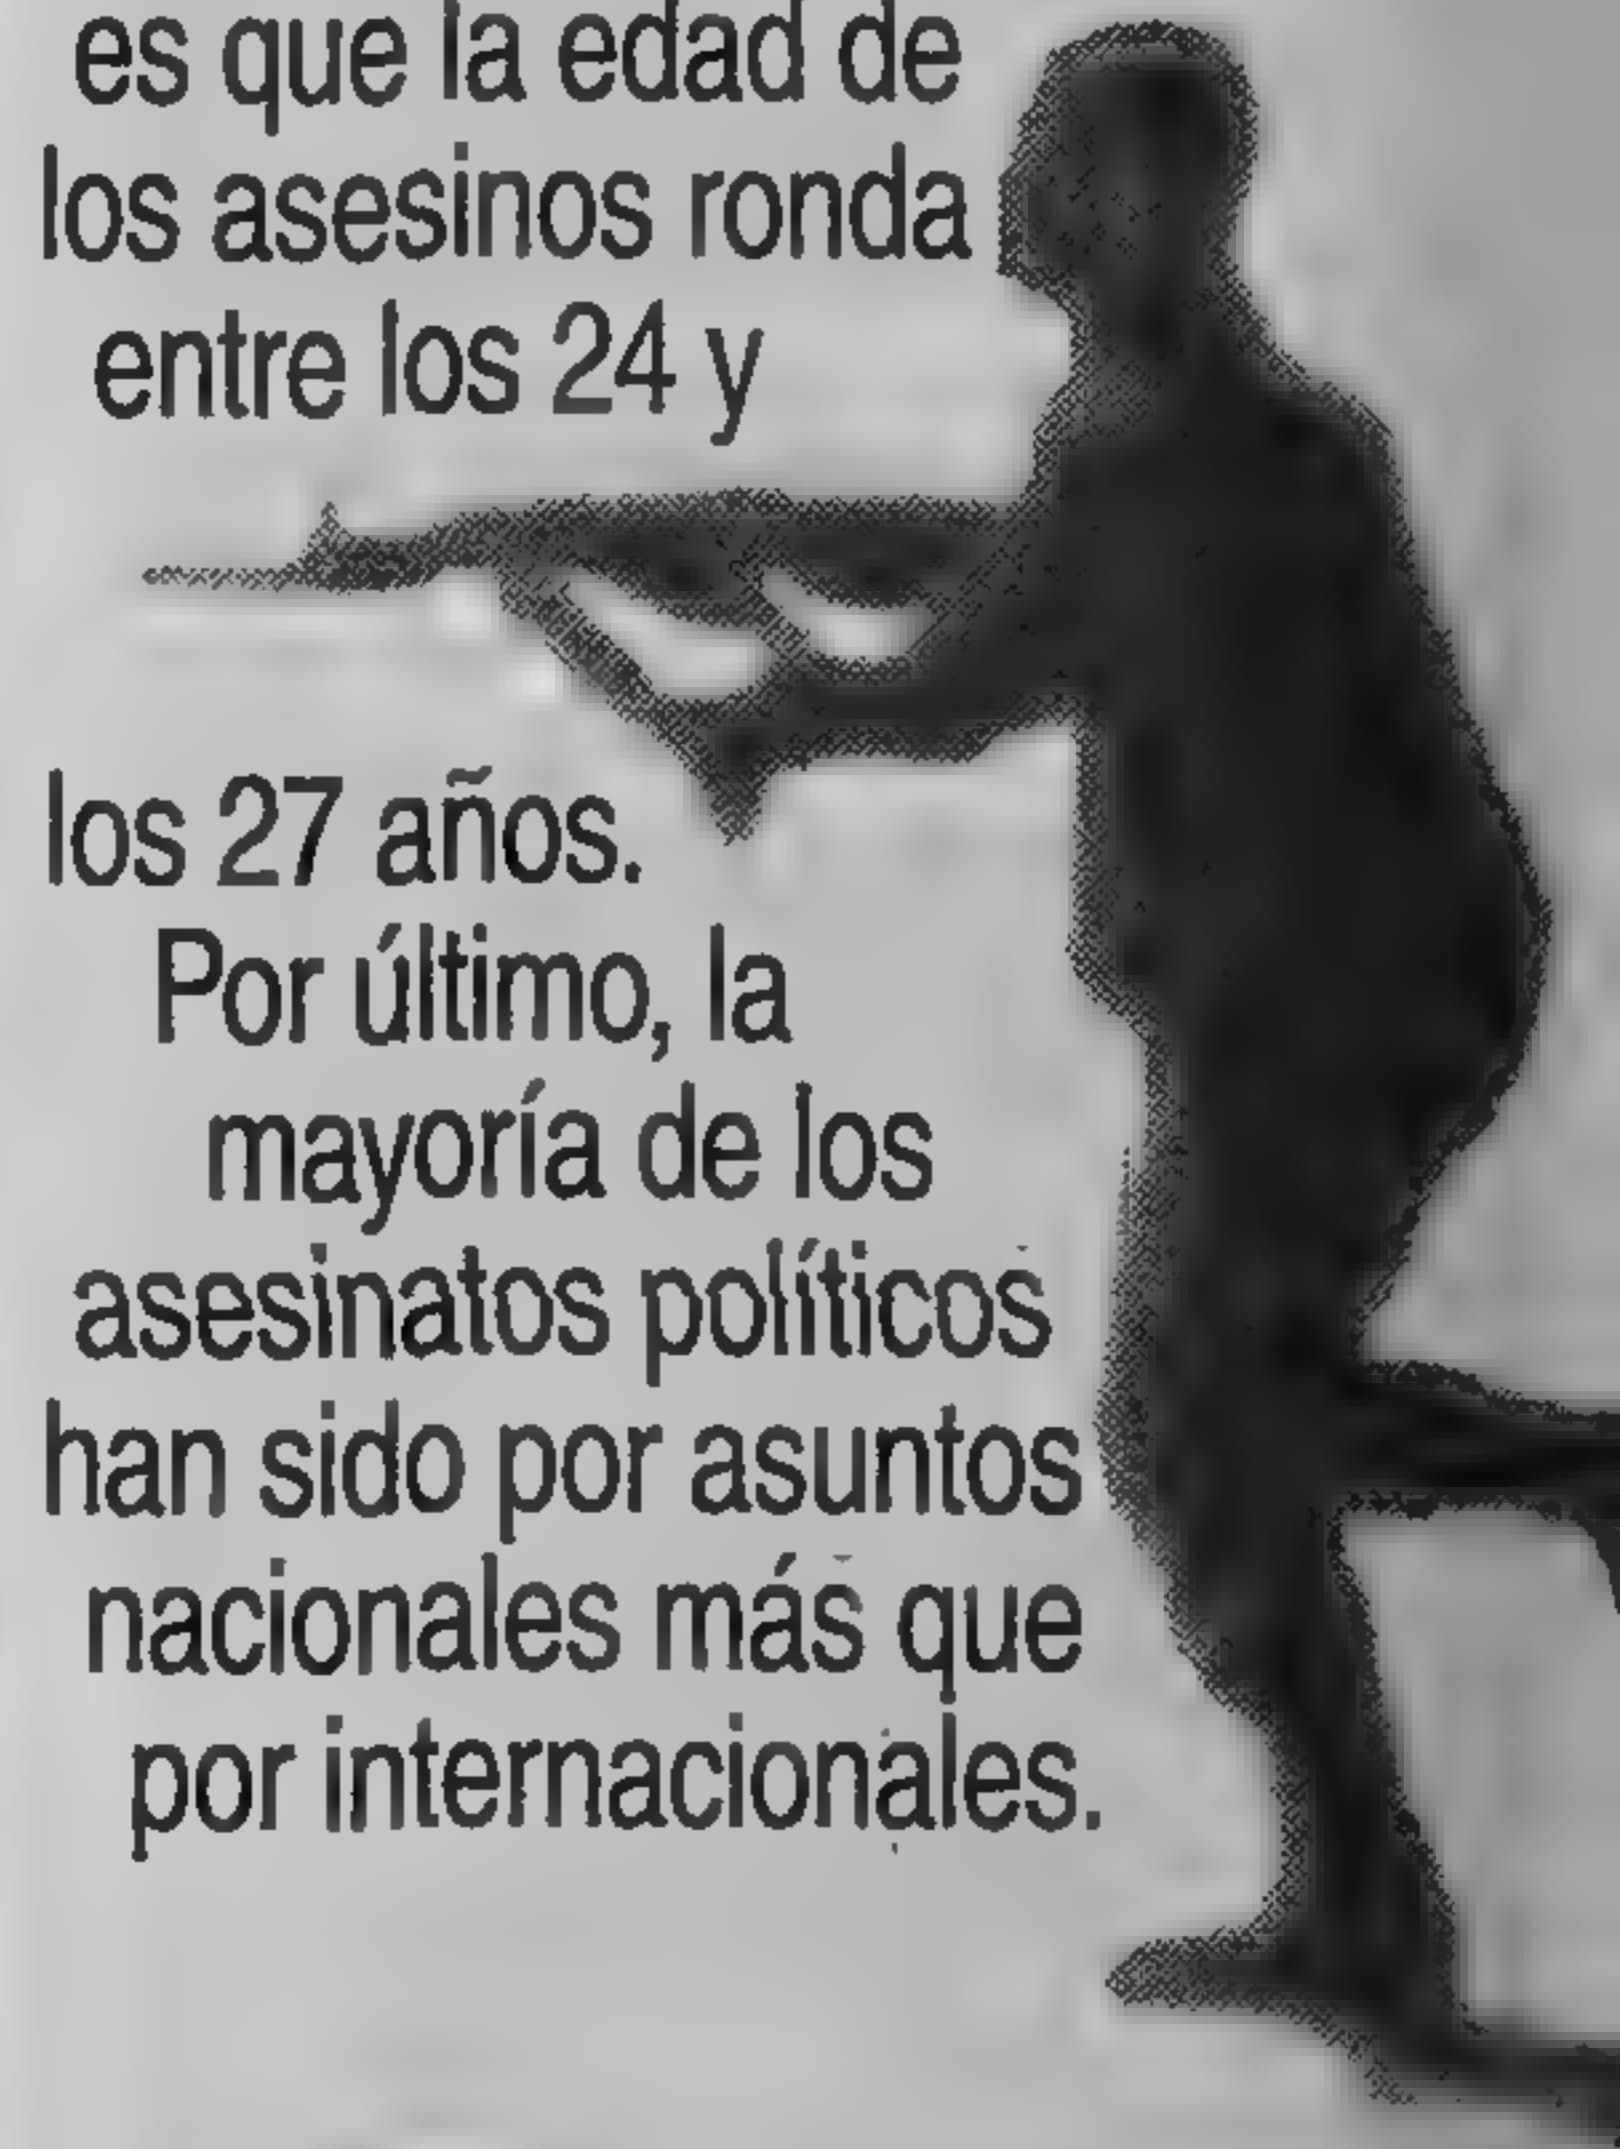 es que la edad de
los asesinos ronda
entre los 24 y
los 27 años.
Por último, la
mayoría de los
asesinatos políticos
han sido por asuntos
nacionales más que
por internacionales.